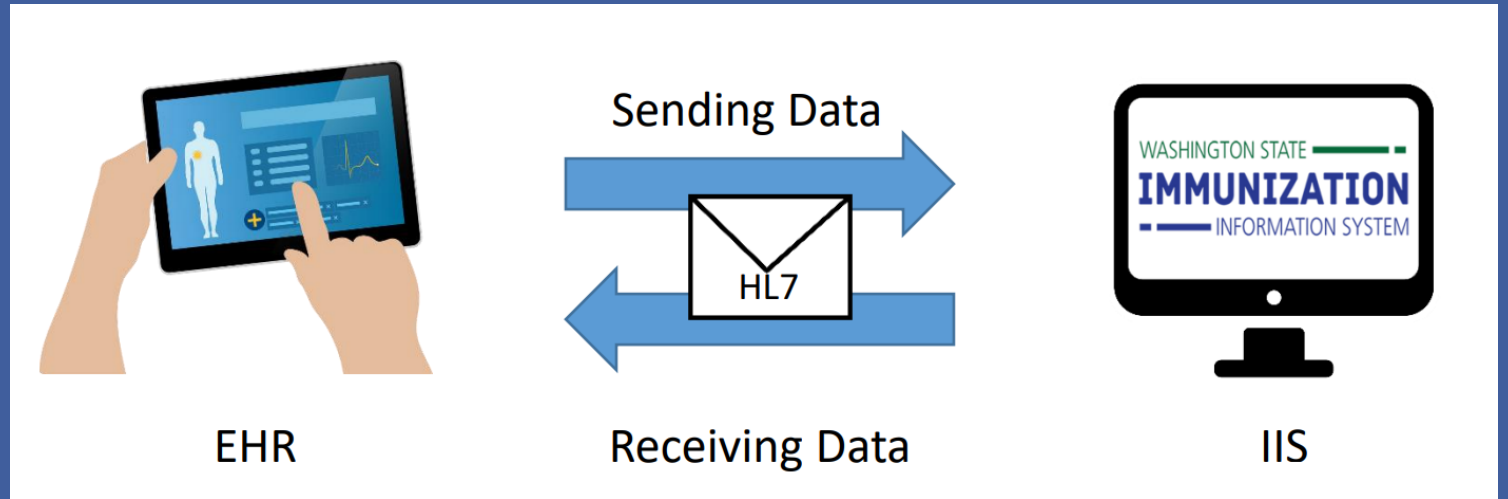 Sending Data
WASHINGTON STATE
IMMUNIZATION
INFORMATION SYSTEM
HL7
EHR
Receiving Data
IIS